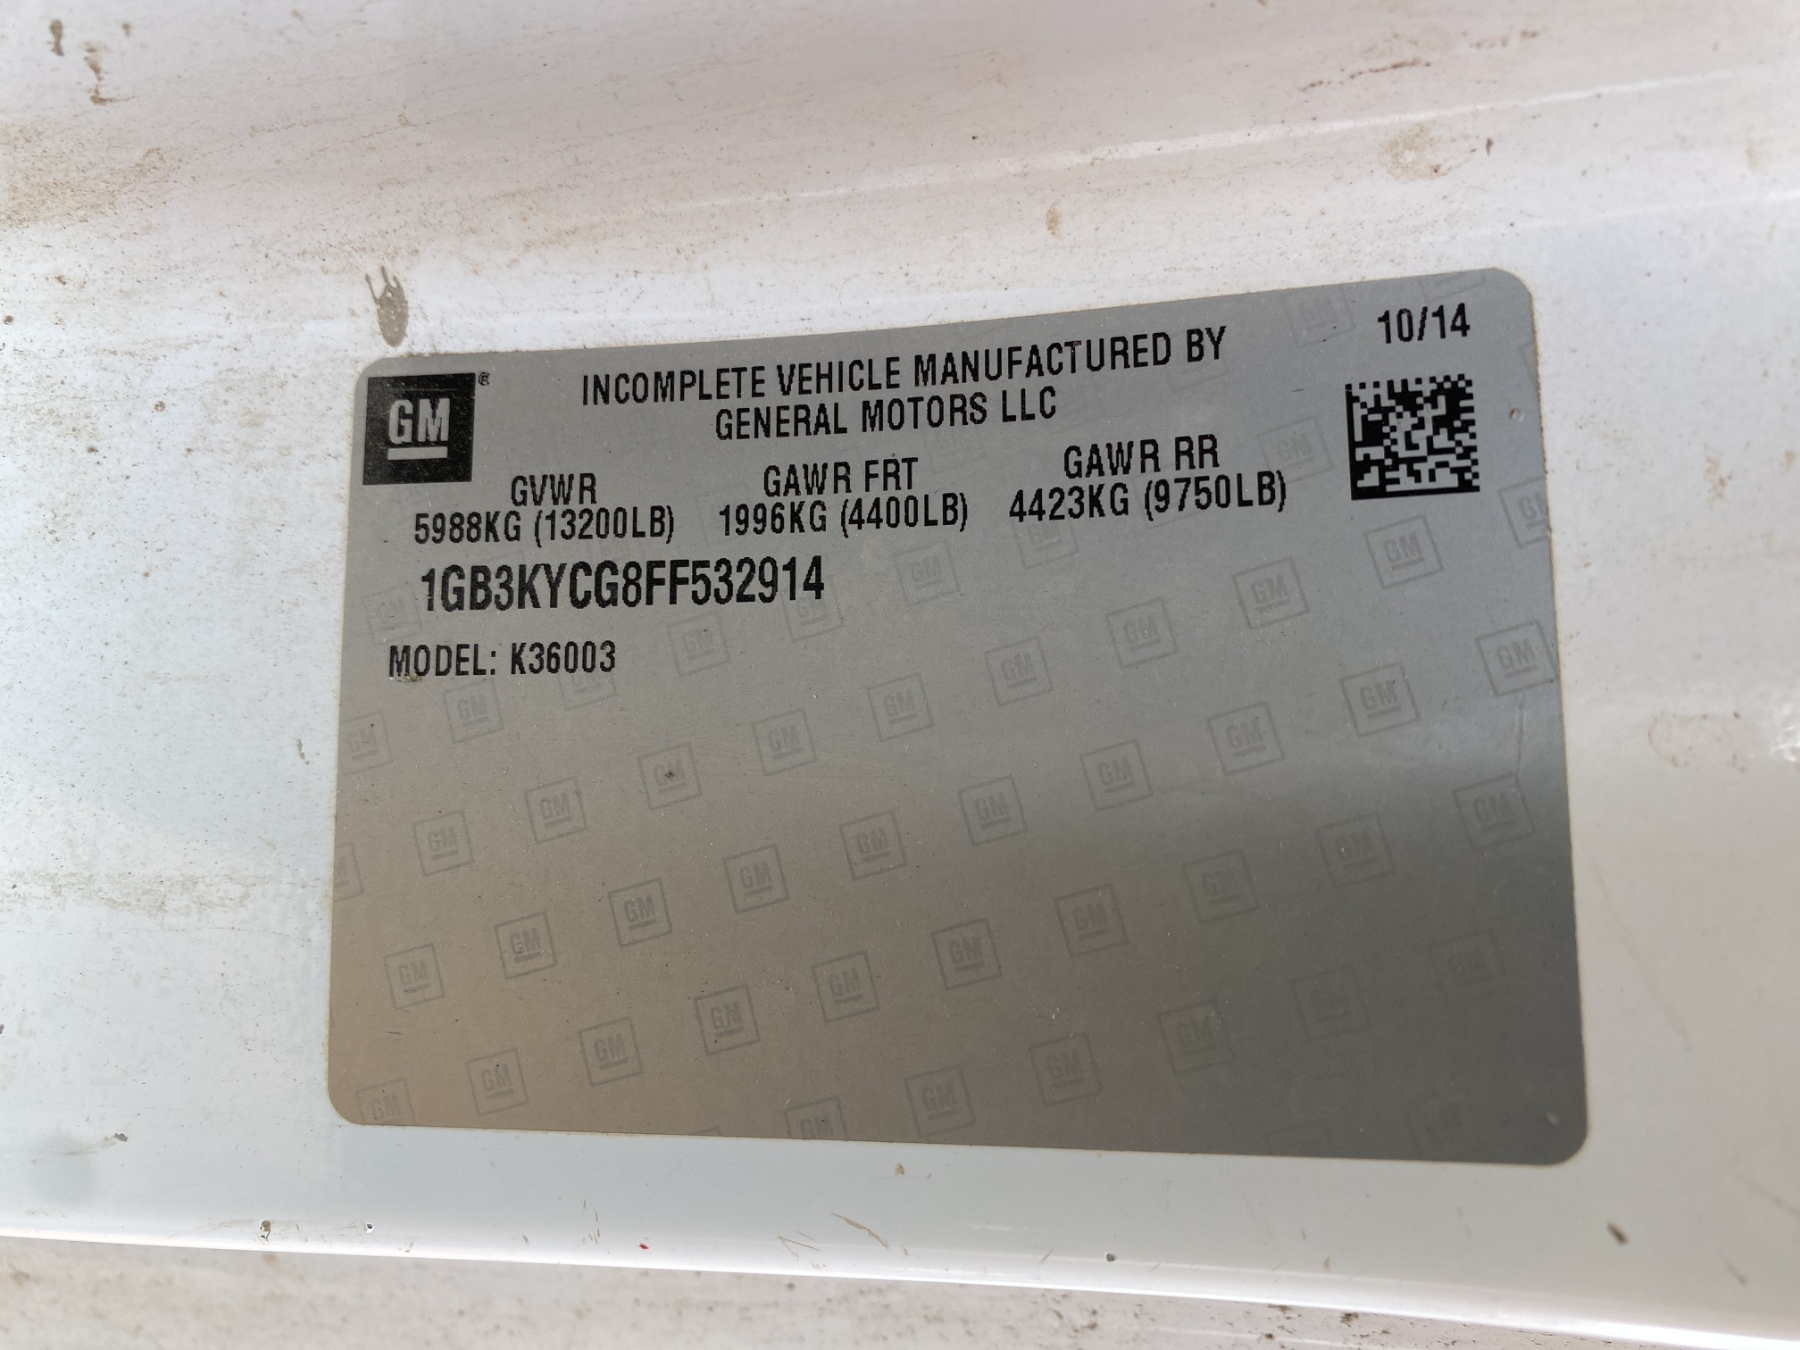 GM ®
INCOMPLETE VEHICLE MANUFACTURED BY
GENERAL MOTORS LLC
10/14
GVWR
5988KG (13200LB)
GAWR FRT
1996KG (4400LB)
GAWR RR
4423KG (9750LB)
1GB3KYCG8FF532914
MODEL: K36003